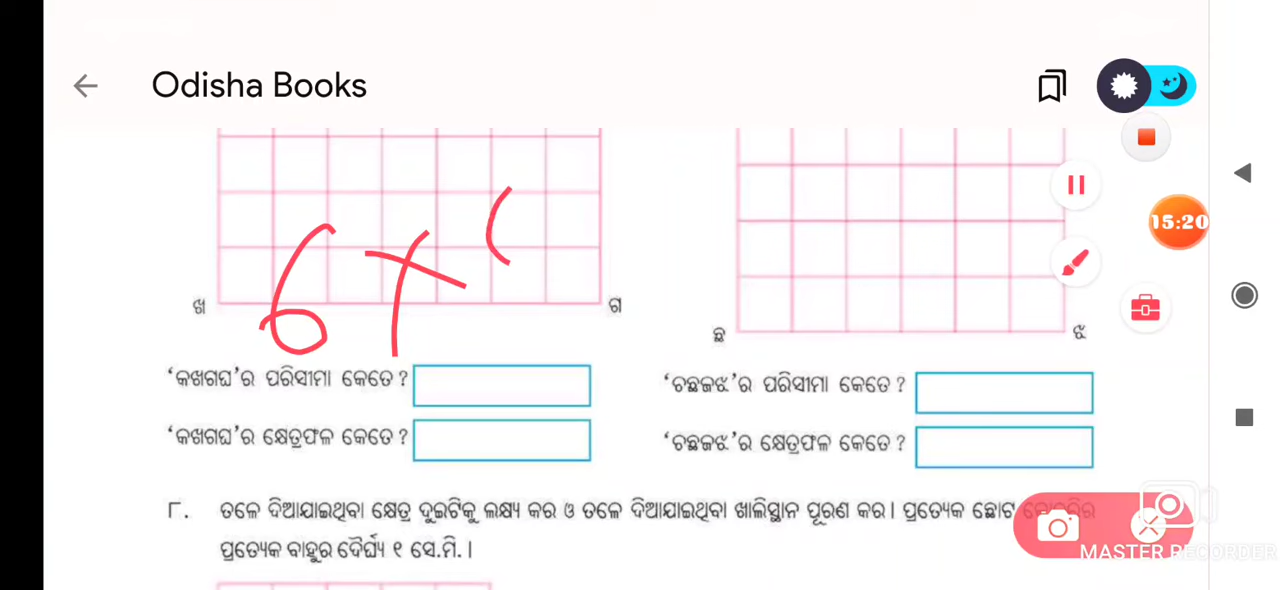 Odisha Books
15:20
6 x (
ଖ ଗ
ଛ ଝ
‘କଖଗଘ’ର ପରିସୀମା କେତେ ?
‘ଚଛଜଝ’ର ପରିସୀମା କେତେ ?
‘କଖଗଘ’ର କ୍ଷେତ୍ରଫଳ କେତେ ?
‘ଚଛଜଝ’ର କ୍ଷେତ୍ରଫଳ କେତେ ?
୮. ତଳେ ଦିଆଯାଇଥିବା କ୍ଷେତ୍ର ଦୁଇଟିକୁ ଲକ୍ଷ୍ୟ କର ଓ ତଳେ ଦିଆଯାଇଥିବା ଖାଲିସ୍ଥାନ ପୂରଣ କର । ପ୍ରତ୍ୟେକ ଛୋଟ
ପ୍ରତ୍ୟେକ ବାହୁର ଦୈର୍ଘ୍ୟ ୧ ସେ.ମି. ।
MASTER RECORDER